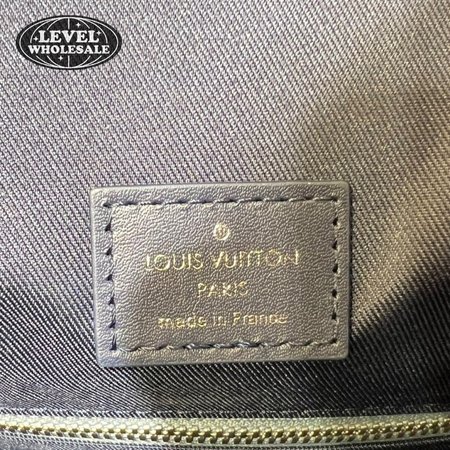 LEVEL
WHOLESALE
LOUIS VUITTON
PARIS
made in France